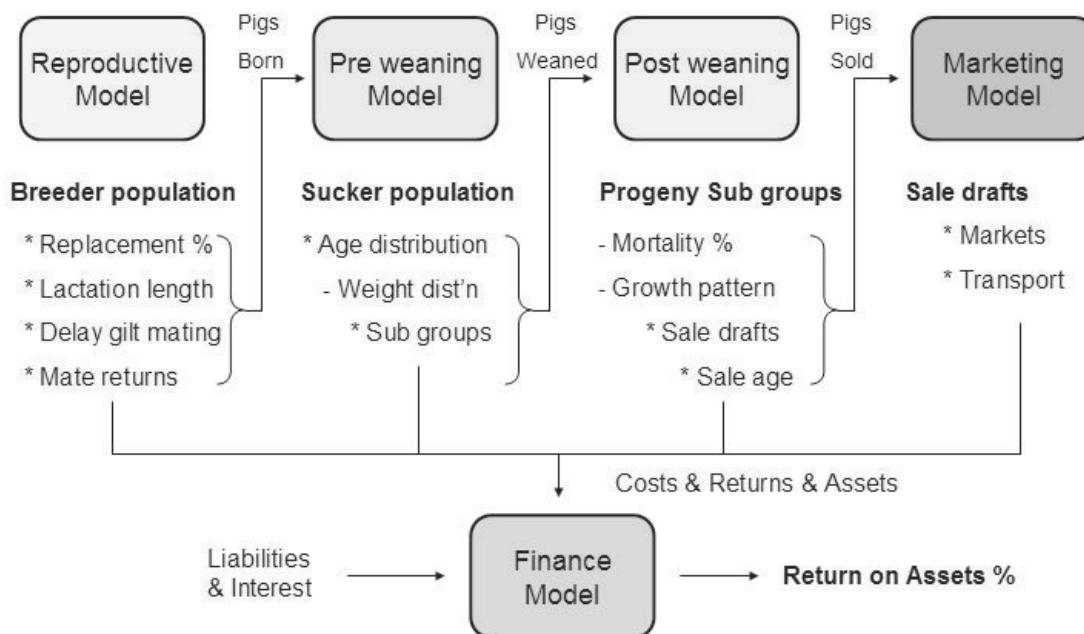 Reproductive
Model
Pigs
Born
Pre weaning
Model
Pigs
Weaned
Post weaning
Model
Pigs
Sold
Marketing
Model
Breeder population
* Replacement %
* Lactation length
* Delay gilt mating
* Mate returns
Sucker population
* Age distribution
- Weight dist'n
* Sub groups
Progeny Sub groups
- Mortality %
- Growth pattern
* Sale drafts
* Sale age
Sale drafts
* Markets
* Transport
Costs & Returns & Assets
Liabilities
& Interest
Finance
Model
Return on Assets %